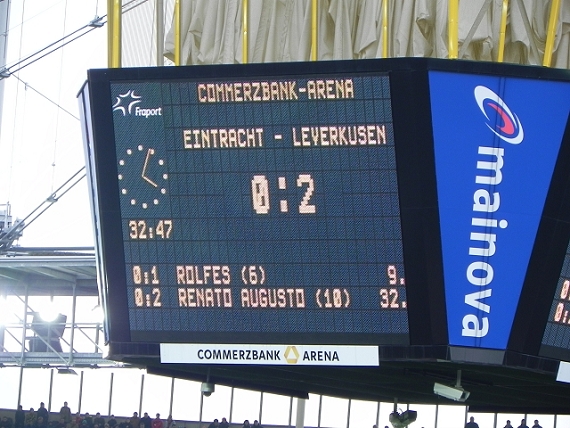 COMMERZBANK-ARENA
Fraport
EINTRACHT - LEVERKUSEN
0:2
32:47
0:1 ROLFES (6) 9.
0:2 RENATO AUGUSTO (10) 32.
COMMERZBANK ARENA
mainova